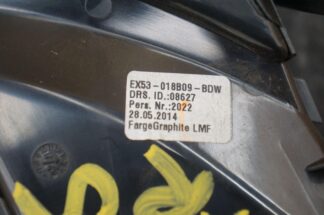 EX53-018B09-BDW
DRS. ID.:08627
Pers. Nr.:2022
28.05.2014
FargeGraphite LMF